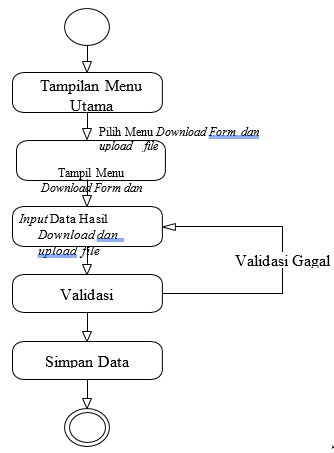 Tampilan Menu
Utama
Pilih Menu Download Form dan
upload file
Tampil Menu
Download Form dan
Input Data Hasil
Download dan
upload file
Validasi Gagal
Validasi
Simpan Data